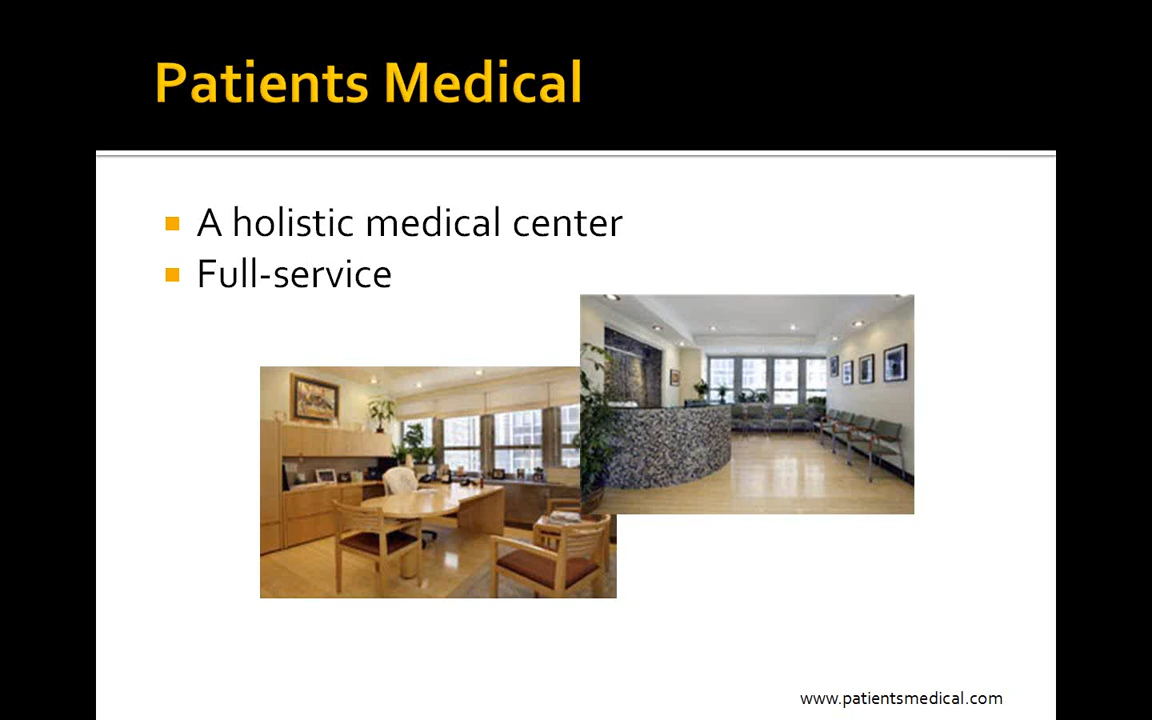 Patients Medical
A holistic medical center
Full-service
www.patientsmedical.com